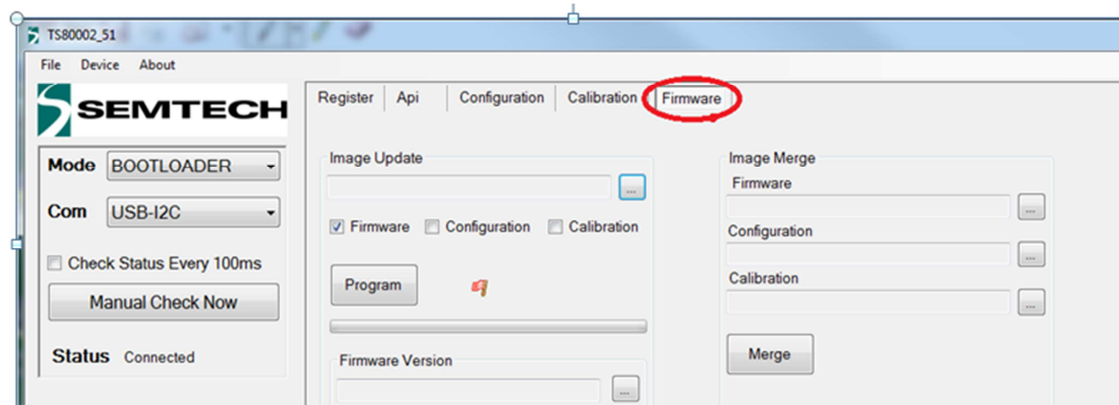 TS80002_51
File Device About
SEMTECH
Mode BOOTLOADER
Com USB-I2C
Check Status Every 100ms
Manual Check Now
Status Connected
Register Api Configuration Calibration Firmware
Image Update
...
Firmware Configuration Calibration
Program
Firmware Version
...
Image Merge
Firmware
...
Configuration
...
Calibration
...
Merge